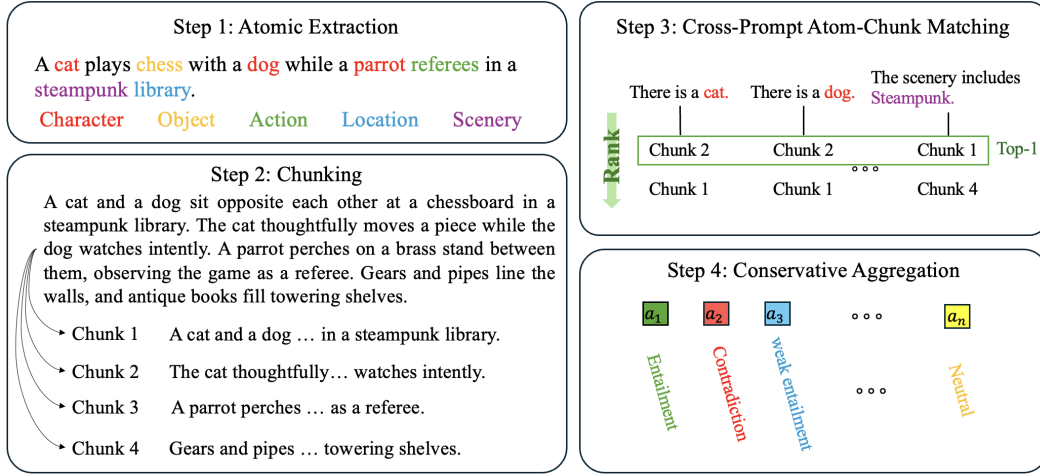 Step 1: Atomic Extraction
A cat plays chess with a dog while a parrot referees in a
steampunk library.
Character Object Action Location Scenery
Step 2: Chunking
A cat and a dog sit opposite each other at a chessboard in a
steampunk library. The cat thoughtfully moves a piece while the
dog watches intently. A parrot perches on a brass stand between
them, observing the game as a referee. Gears and pipes line the
walls, and antique books fill towering shelves.
Chunk 1 A cat and a dog … in a steampunk library.
Chunk 2 The cat thoughtfully… watches intently.
Chunk 3 A parrot perches … as a referee.
Chunk 4 Gears and pipes … towering shelves.
Step 3: Cross-Prompt Atom-Chunk Matching
There is a cat. There is a dog. The scenery includes
Steampunk.
Rank
Chunk 2 Chunk 2 Chunk 1 Top-1
Chunk 1 Chunk 1 Chunk 4
Step 4: Conservative Aggregation
a₁ a₂ a₃ aₙ
Entailment
Contradiction
weak entailment
Neutral